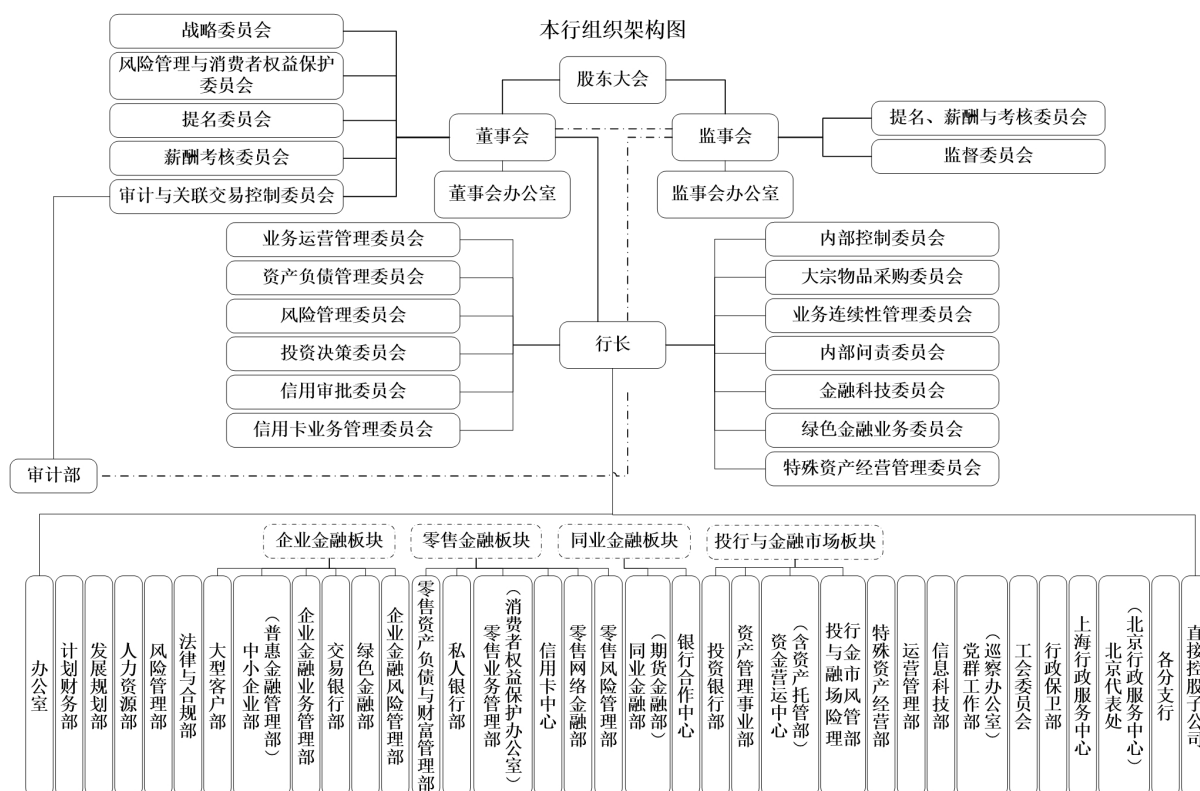 本行组织架构图
股东大会
董事会
监事会
董事会办公室
监事会办公室
战略委员会
风险管理与消费者权益保护
委员会
提名委员会
薪酬考核委员会
审计与关联交易控制委员会
提名、薪酬与考核委员会
监督委员会
业务运营管理委员会
资产负债管理委员会
风险管理委员会
投资决策委员会
信用审批委员会
信用卡业务管理委员会
行长
内部控制委员会
大宗物品采购委员会
业务连续性管理委员会
内部问责委员会
金融科技委员会
绿色金融业务委员会
特殊资产经营管理委员会
审计部
企业金融板块
零售金融板块
同业金融板块
投行与金融市场板块
办公室
计划财务部
发展规划部
人力资源部
风险管理部
法律与合规部
大型客户部
中小企业部
（普惠金融管理部）
企业金融业务管理部
交易银行部
绿色金融部
企业金融风险管理部
零售资产负债与财富管理部
私人银行部
零售业务管理部
（消费者权益保护办公室）
信用卡中心
零售网络金融部
零售风险管理部
同业金融部
（期货金融部）
银行合作中心
投资银行部
资产管理事业部
资金营运中心
（含资产托管部）
投行与金融市场风险管理部
特殊资产经营部
运营管理部
信息科技部
党群工作部
（巡察办公室）
工会委员会
行政保卫部
上海行政服务中心
北京代表处
（北京行政服务中心）
各分支行
直接控股子公司